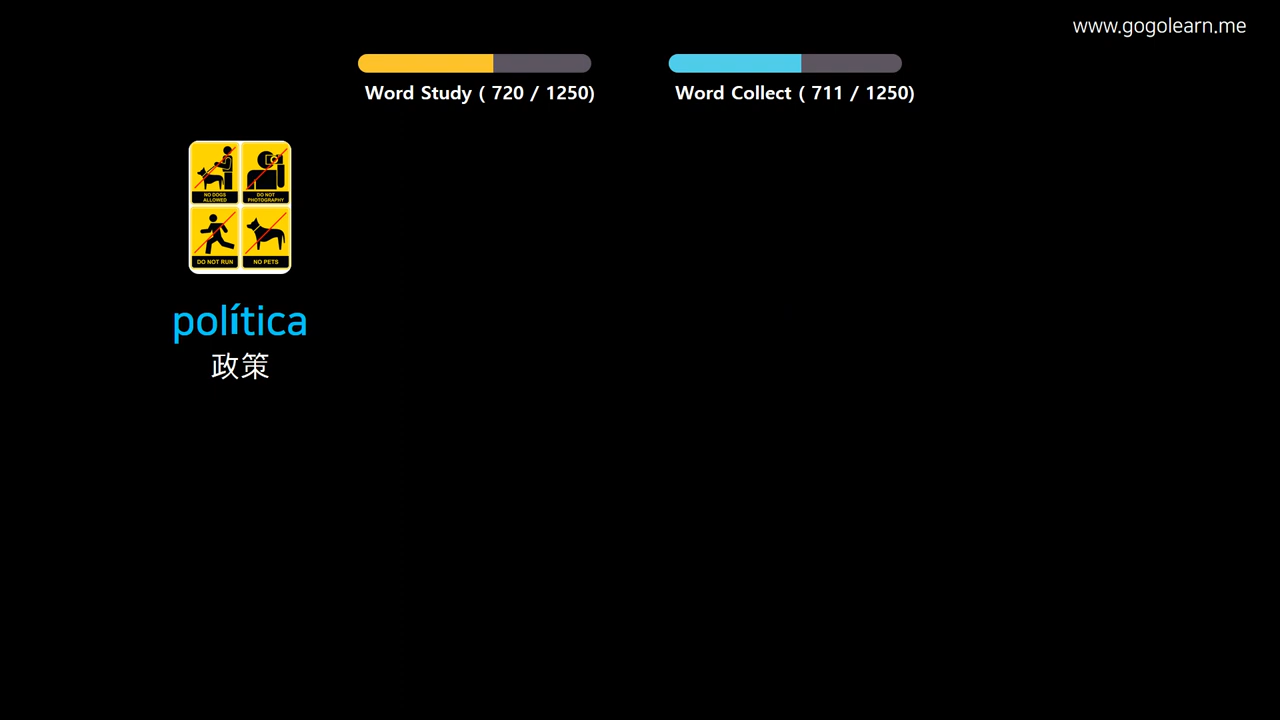 www.gogolearn.me
Word Study ( 720 / 1250)
Word Collect ( 711 / 1250)
NO DOGS
ALLOWED
DO NOT
PHOTOGRAPHY
DO NOT RUN
NO PETS
política
政策